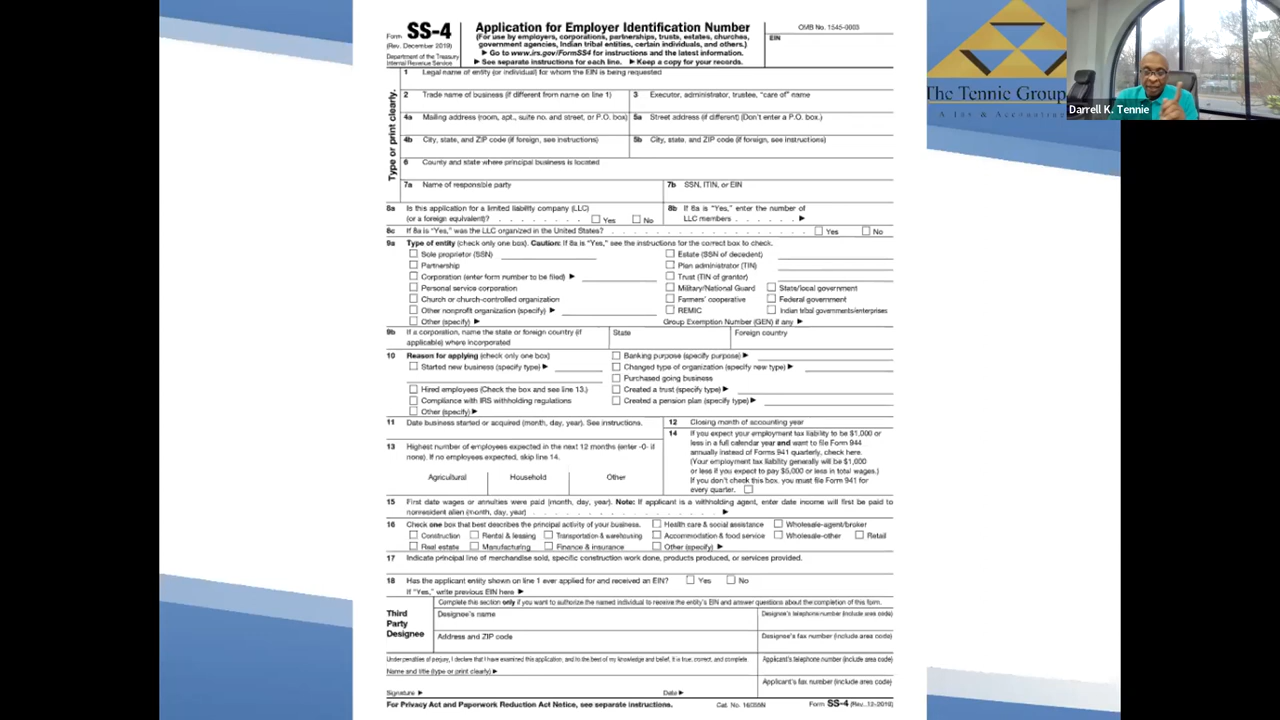 Form SS-4
(Rev. December 2019)
Department of the Treasury
Internal Revenue Service
Application for Employer Identification Number
(For use by employers, corporations, partnerships, trusts, estates, churches,
government agencies, Indian tribal entities, certain individuals, and others.)
▶ Go to www.irs.gov/FormSS4 for instructions and the latest information.
▶ See separate instructions for each line. ▶ Keep a copy for your records.
OMB No. 1545-0003
EIN
Type or print clearly.
1 Legal name of entity (or individual) for whom the EIN is being requested
2 Trade name of business (if different from name on line 1)
3 Executor, administrator, trustee, "care of" name
4a Mailing address (room, apt., suite no. and street, or P.O. box)
5a Street address (if different) (Don't enter a P.O. box.)
4b City, state, and ZIP code (if foreign, see instructions)
5b City, state, and ZIP code (if foreign, see instructions)
6 County and state where principal business is located
7a Name of responsible party
7b SSN, ITIN, or EIN
8a Is this application for a limited liability company (LLC)
(or a foreign equivalent)? . . . . . . . . Yes No
8b If 8a is "Yes," enter the number of
LLC members . . . . . . ▶
8c If 8a is "Yes," was the LLC organized in the United States? . . . . . . . . . . . . . . . . . . Yes No
9a Type of entity (check only one box). Caution: If 8a is "Yes," see the instructions for the correct box to check.
Sole proprietor (SSN)
Estate (SSN of decedent)
Partnership
Plan administrator (TIN)
Corporation (enter form number to be filed) ▶
Trust (TIN of grantor)
Personal service corporation
Military/National Guard
State/local government
Church or church-controlled organization
Farmers' cooperative
Federal government
Other nonprofit organization (specify) ▶
REMIC
Indian tribal governments/enterprises
Other (specify) ▶
Group Exemption Number (GEN) if any ▶
9b If a corporation, name the state or foreign country (if
applicable) where incorporated
State
Foreign country
10 Reason for applying (check only one box)
Banking purpose (specify purpose) ▶
Started new business (specify type) ▶
Changed type of organization (specify new type) ▶
Purchased going business
Hired employees (Check the box and see line 13.)
Created a trust (specify type) ▶
Compliance with IRS withholding regulations
Created a pension plan (specify type) ▶
Other (specify) ▶
11 Date business started or acquired (month, day, year). See instructions.
12 Closing month of accounting year
13 Highest number of employees expected in the next 12 months (enter -0- if
none). If no employees expected, skip line 14.
Agricultural Household Other
14 If you expect your employment tax liability to be $1,000 or
less in a full calendar year and want to file Form 944
annually instead of Forms 941 quarterly, check here.
(Your employment tax liability generally will be $1,000
or less if you expect to pay $5,000 or less in total wages.)
If you don't check this box, you must file Form 941 for
every quarter.
15 First date wages or annuities were paid (month, day, year). Note: If applicant is a withholding agent, enter date income will first be paid to
nonresident alien (month, day, year) . . . . . . . . . . . . . . . . . ▶
16 Check one box that best describes the principal activity of your business.
Health care & social assistance
Wholesale-agent/broker
Construction
Rental & leasing
Transportation & warehousing
Accommodation & food service
Wholesale-other
Retail
Real estate
Manufacturing
Finance & insurance
Other (specify) ▶
17 Indicate principal line of merchandise sold, specific construction work done, products produced, or services provided.
18 Has the applicant entity shown on line 1 ever applied for and received an EIN? Yes No
If "Yes," write previous EIN here ▶
Third
Party
Designee
Complete this section only if you want to authorize the named individual to receive the entity's EIN and answer questions about the completion of this form.
Designee's name
Designee's telephone number (include area code)
Address and ZIP code
Designee's fax number (include area code)
Under penalties of perjury, I declare that I have examined this application, and to the best of my knowledge and belief, it is true, correct, and complete.
Applicant's telephone number (include area code)
Name and title (type or print clearly) ▶
Applicant's fax number (include area code)
Signature ▶
Date ▶
For Privacy Act and Paperwork Reduction Act Notice, see separate instructions.
Cat. No. 16055N
Form SS-4 (Rev. 12-2019)
The Tennie Group
A Tax & Accounta
Darrell K. Tennie